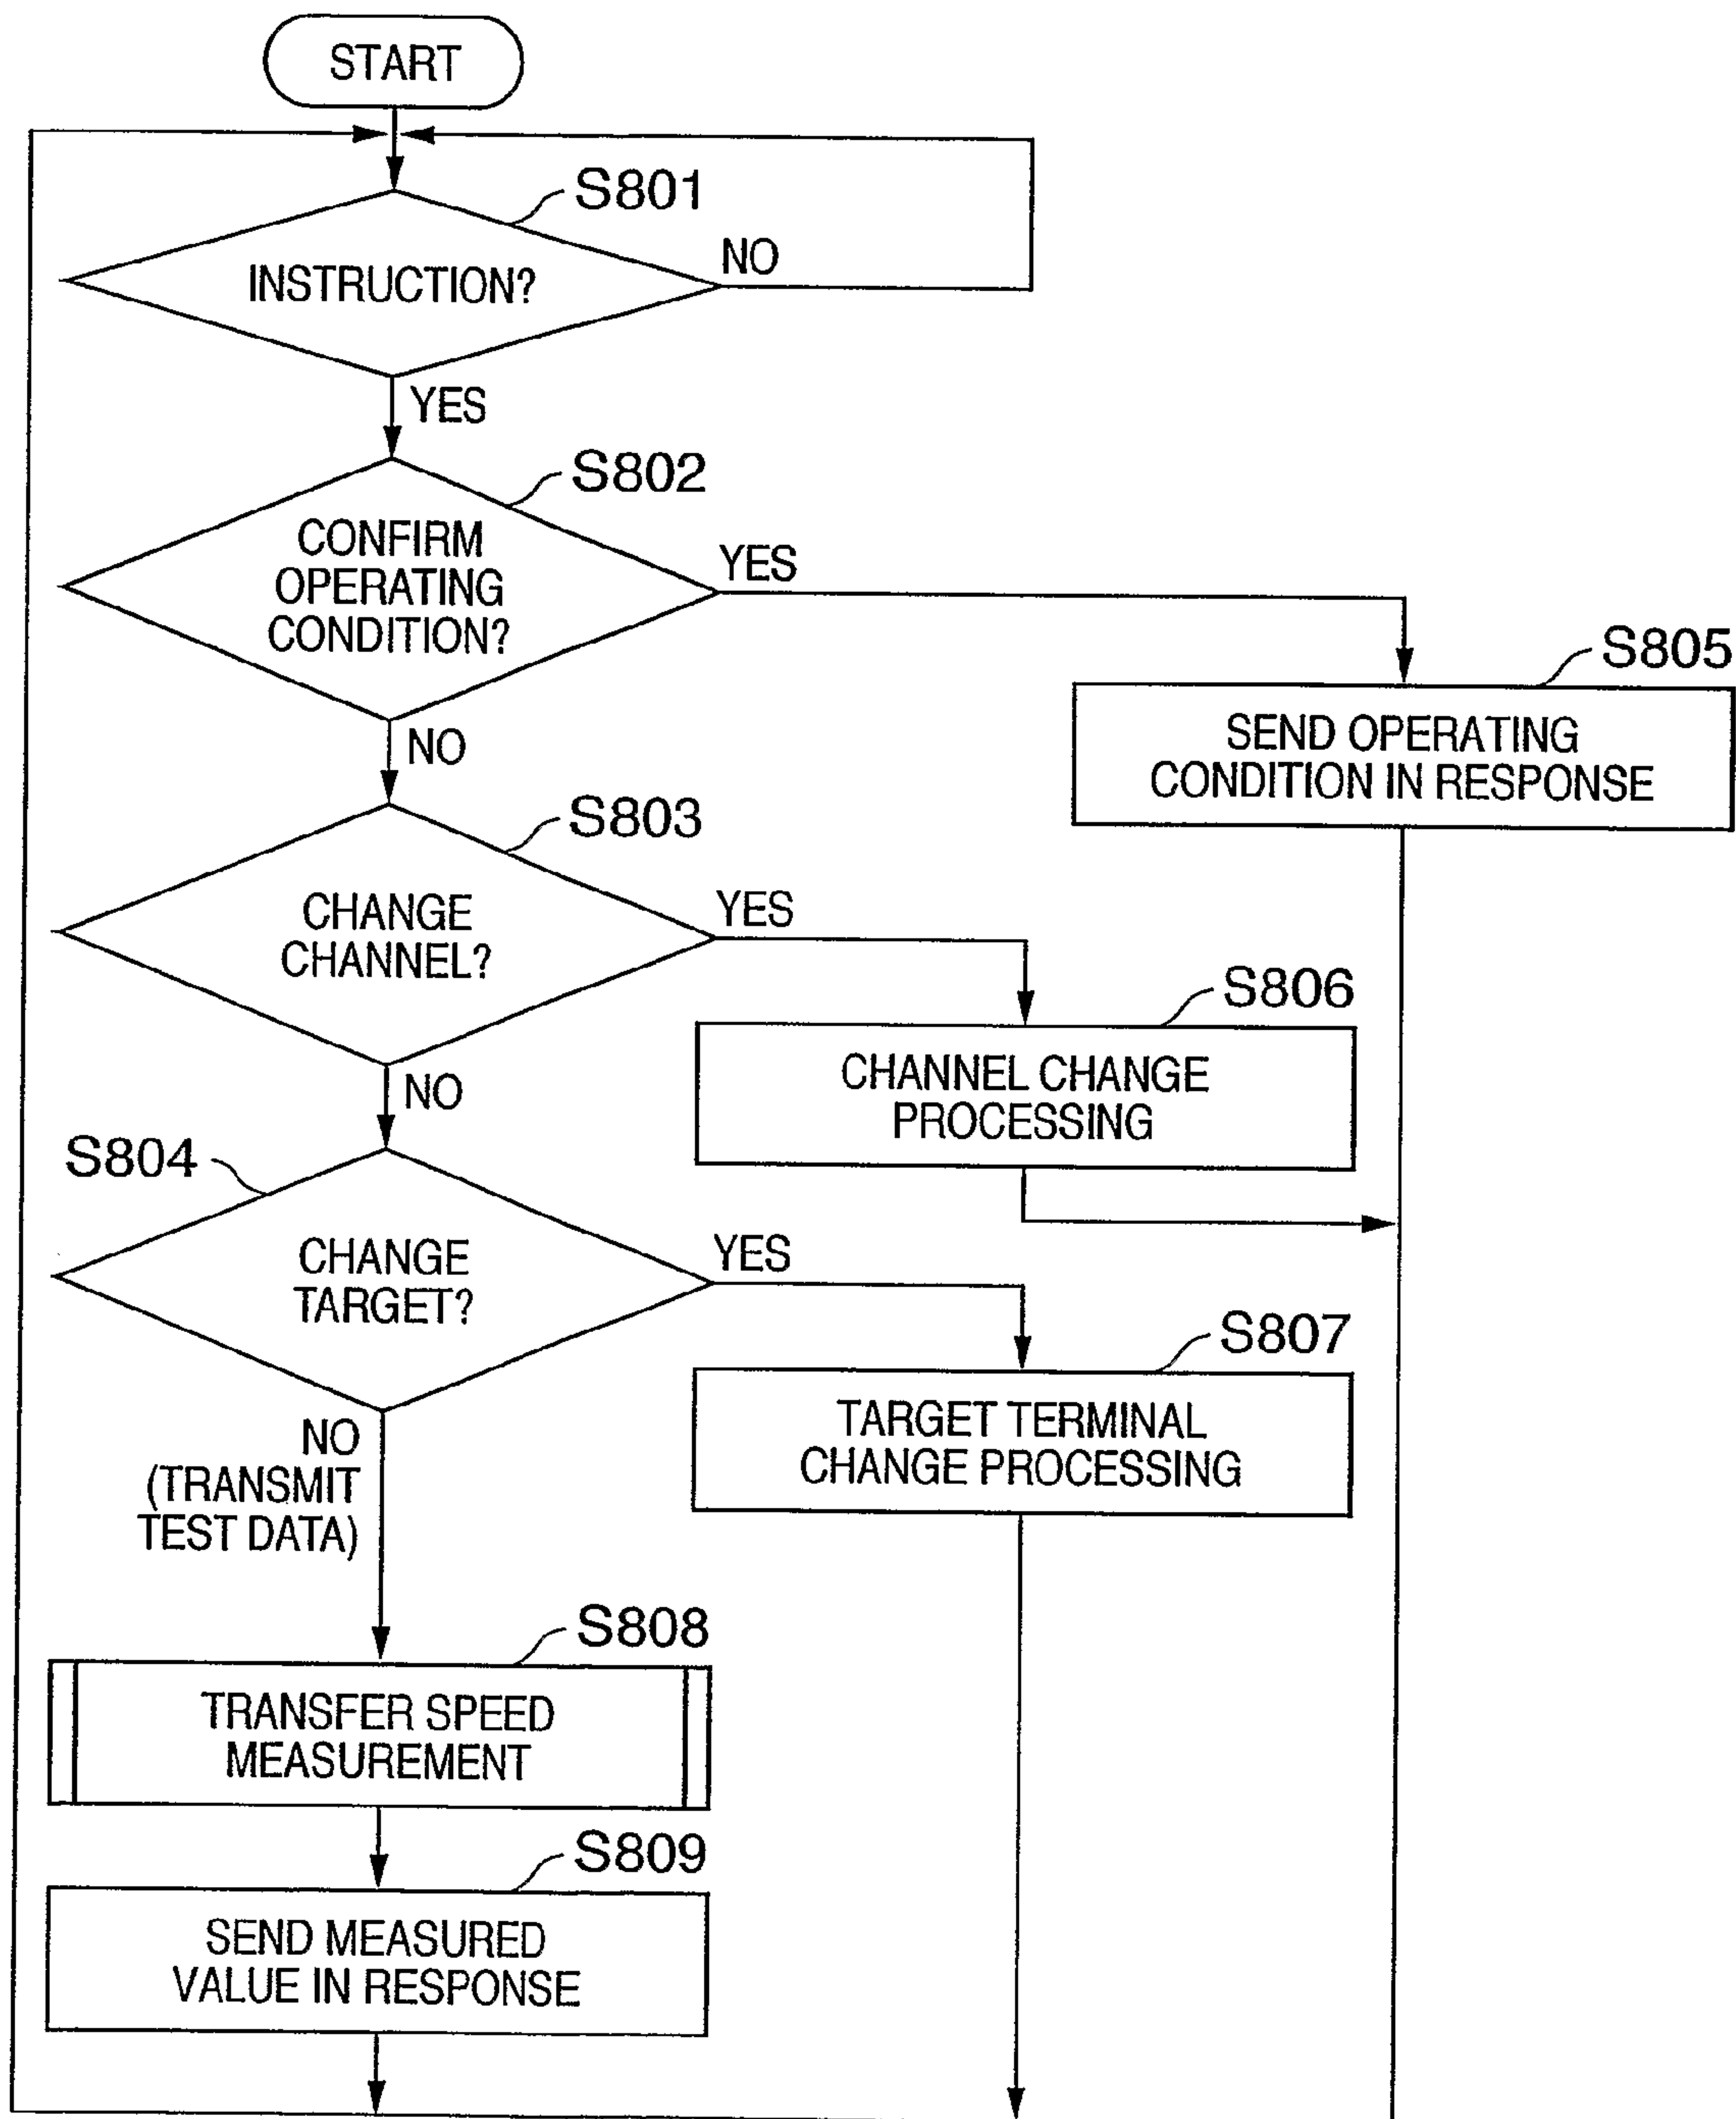 START
S801
INSTRUCTION?
NO
YES
S802
CONFIRM
OPERATING
CONDITION?
YES
NO
S805
SEND OPERATING
CONDITION IN RESPONSE
S803
CHANGE
CHANNEL?
YES
NO
S806
CHANNEL CHANGE
PROCESSING
S804
CHANGE
TARGET?
YES
NO
(TRANSMIT
TEST DATA)
S807
TARGET TERMINAL
CHANGE PROCESSING
S808
TRANSFER SPEED
MEASUREMENT
S809
SEND MEASURED
VALUE IN RESPONSE